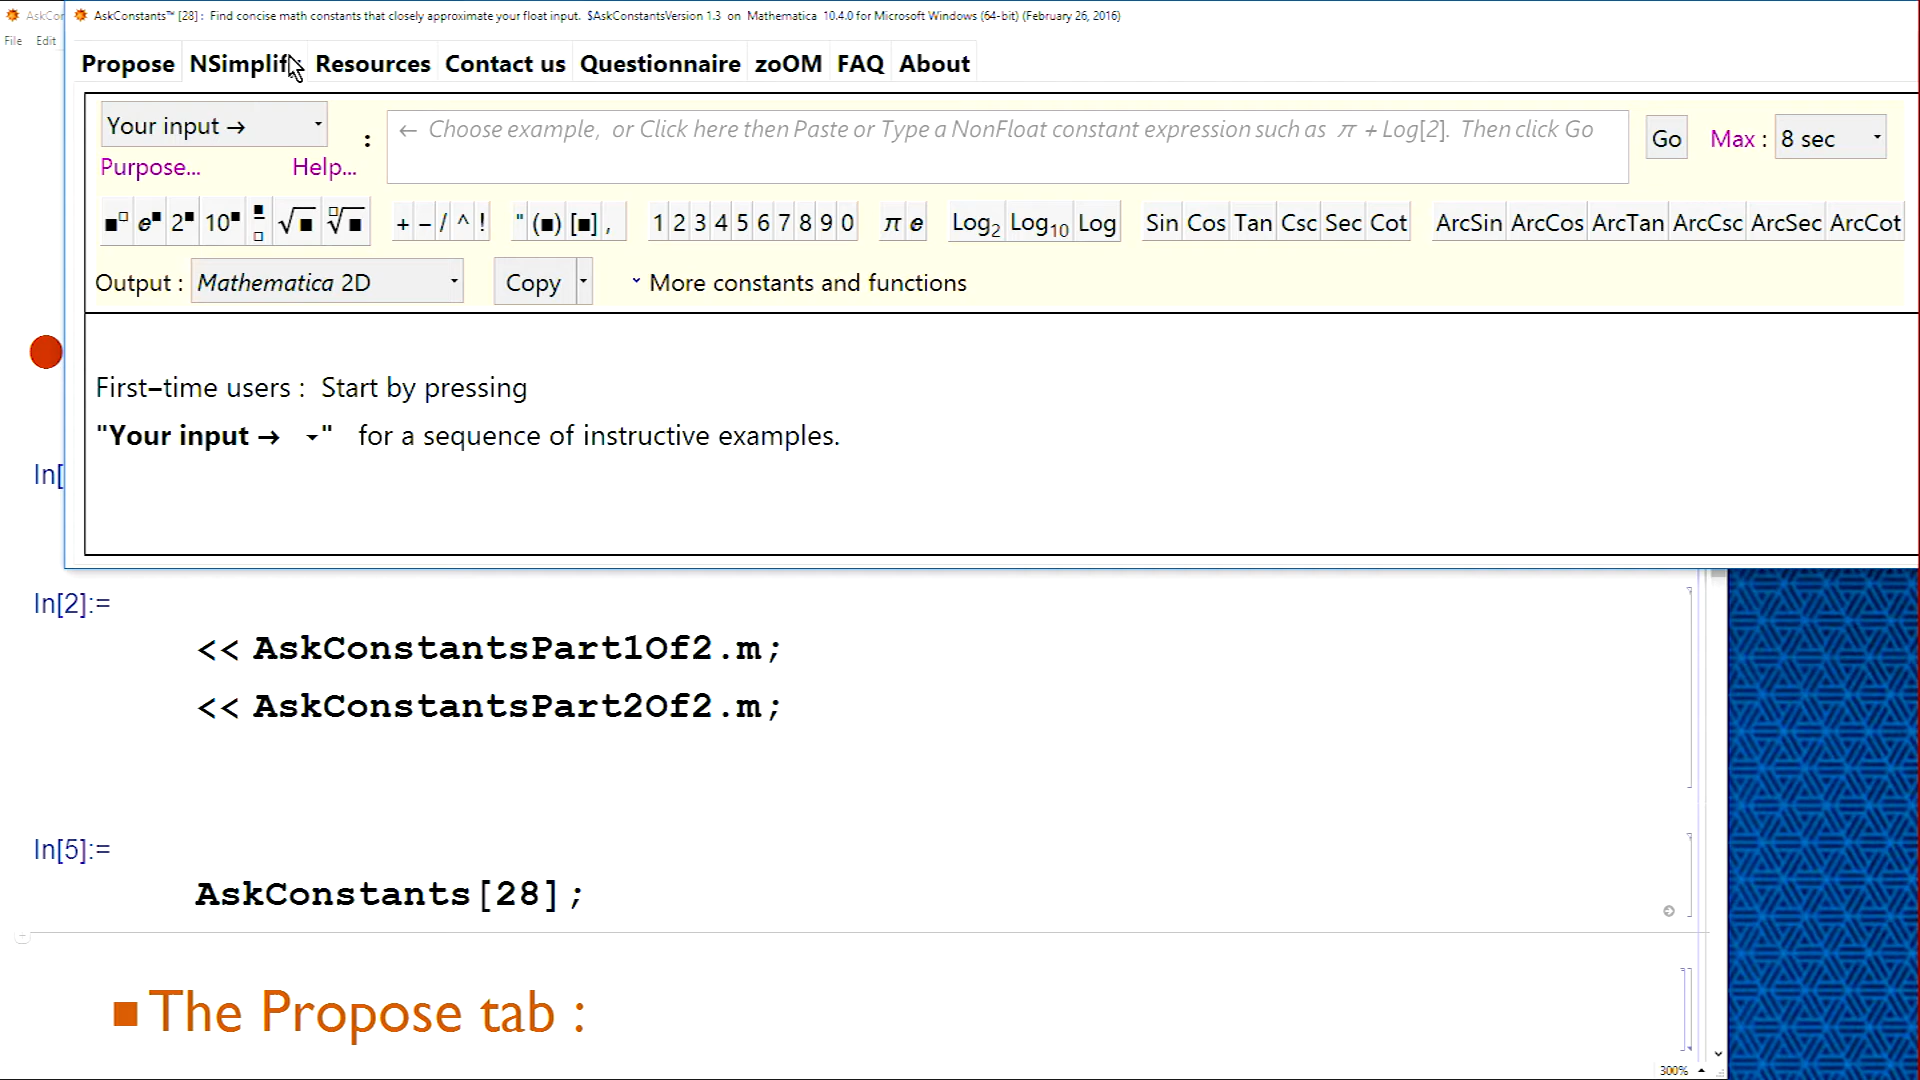 AskCor
AskConstants™ [28] : Find concise math constants that closely approximate your float input. $AskConstantsVersion 1.3 on Mathematica 10.4.0 for Microsoft Windows (64-bit) (February 26, 2016)
File Edit
Propose NSimplify Resources Contact us Questionnaire zoOM FAQ About
Your input →
:
← Choose example, or Click here then Paste or Type a NonFloat constant expression such as π + Log[2]. Then click Go
Go
Max : 8 sec
Purpose... Help...
■□ e■ 2■ 10■ ■/□ √■ □√■ + − / ^ ! " (■) [■] , 1 2 3 4 5 6 7 8 9 0 π e Log2 Log10 Log Sin Cos Tan Csc Sec Cot ArcSin ArcCos ArcTan ArcCsc ArcSec ArcCot
Output : Mathematica 2D Copy More constants and functions
First−time users : Start by pressing
"Your input → " for a sequence of instructive examples.
In[
In[2]:=
<< AskConstantsPart1Of2.m;
<< AskConstantsPart2Of2.m;
In[5]:=
AskConstants[28];
■ The Propose tab :
300%